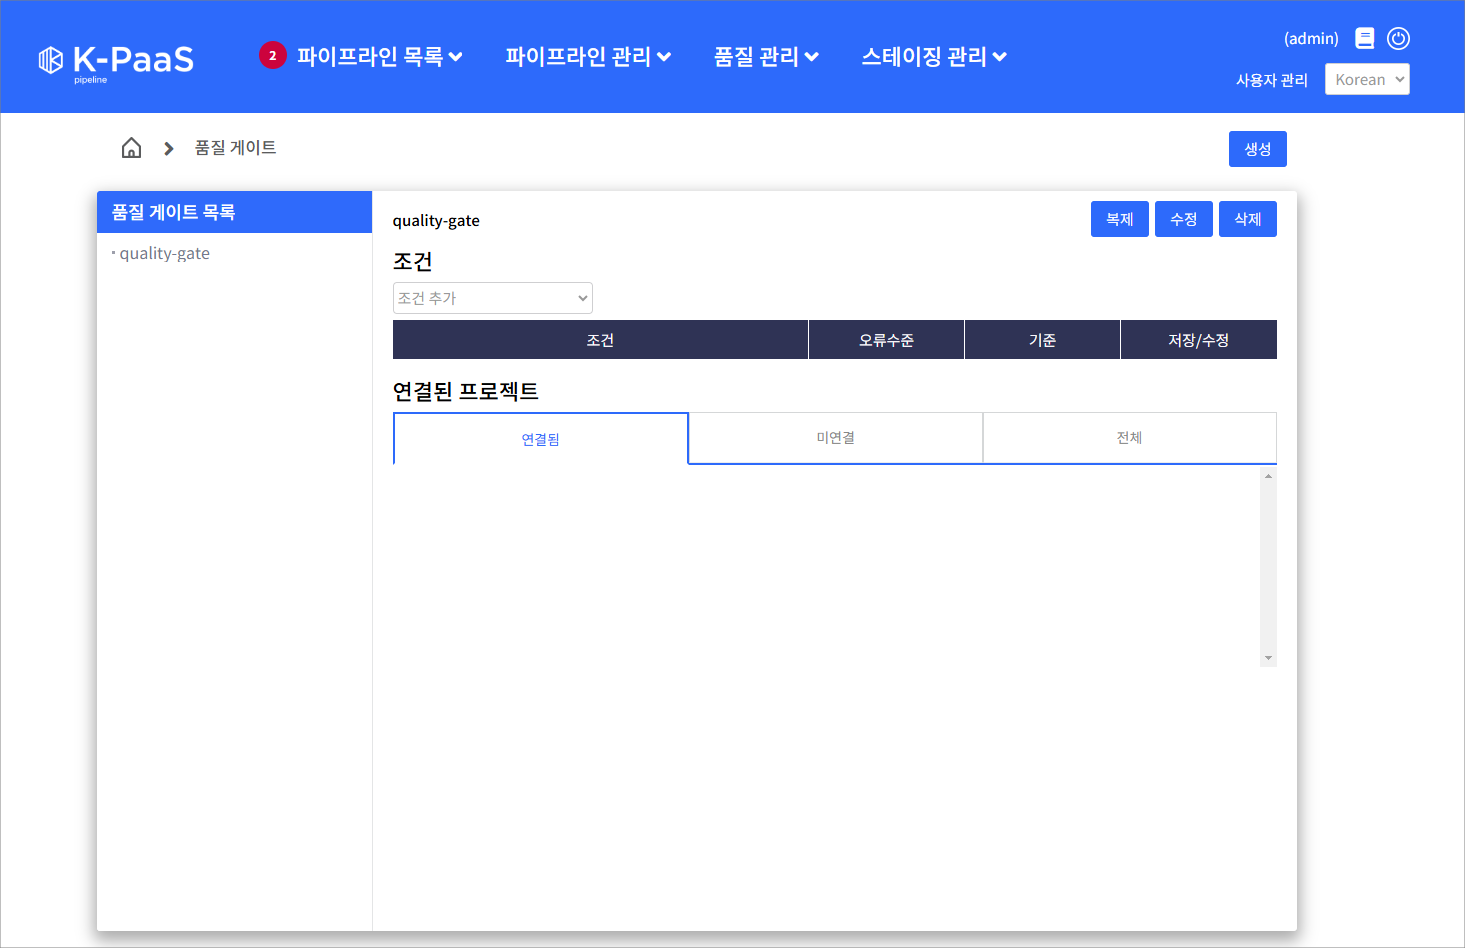 K-PaaS
pipeline
2 파이프라인 목록
파이프라인 관리
품질 관리
스테이징 관리
(admin)
사용자 관리
Korean
품질 게이트
생성
품질 게이트 목록
quality-gate
quality-gate
복제
수정
삭제
조건
조건 추가
조건
오류수준
기준
저장/수정
연결된 프로젝트
연결됨
미연결
전체